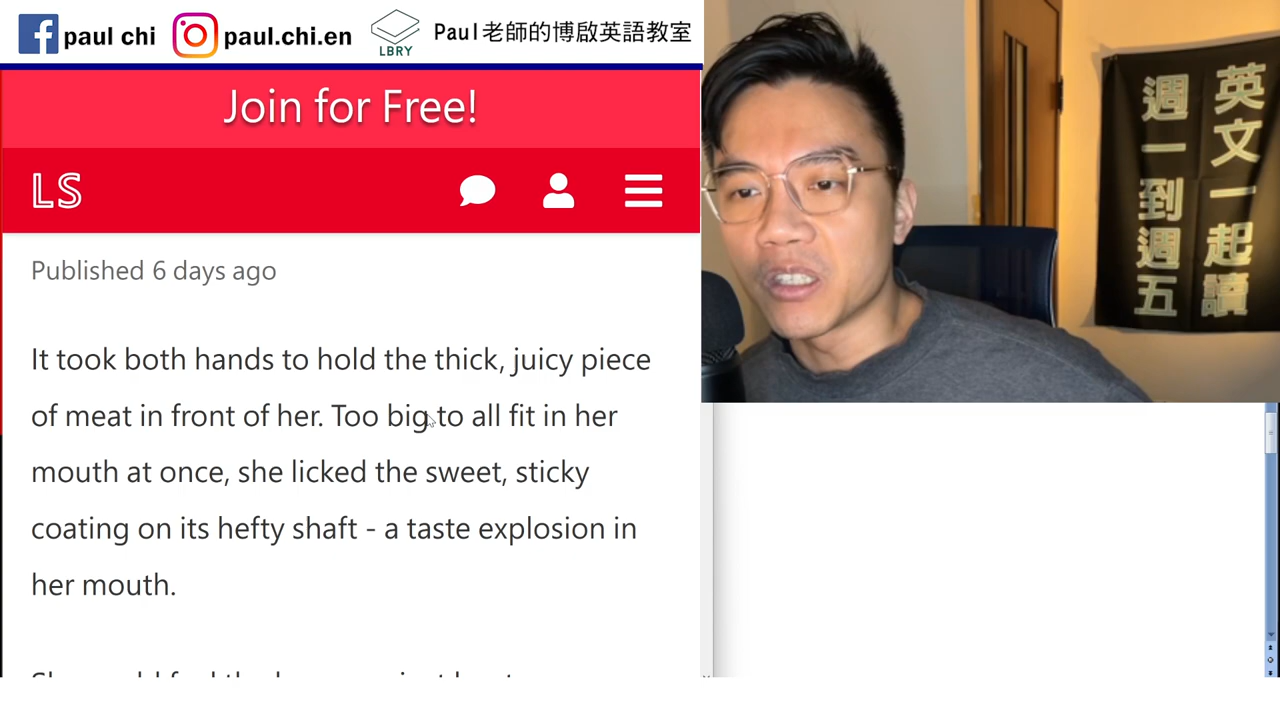 paul chi
paul.chi.en
LBRY
Paul老師的博啟英語教室
Join for Free!
LS
Published 6 days ago
It took both hands to hold the thick, juicy piece
of meat in front of her. Too big to all fit in her
mouth at once, she licked the sweet, sticky
coating on its hefty shaft - a taste explosion in
her mouth.
英文一起讀
週一到週五